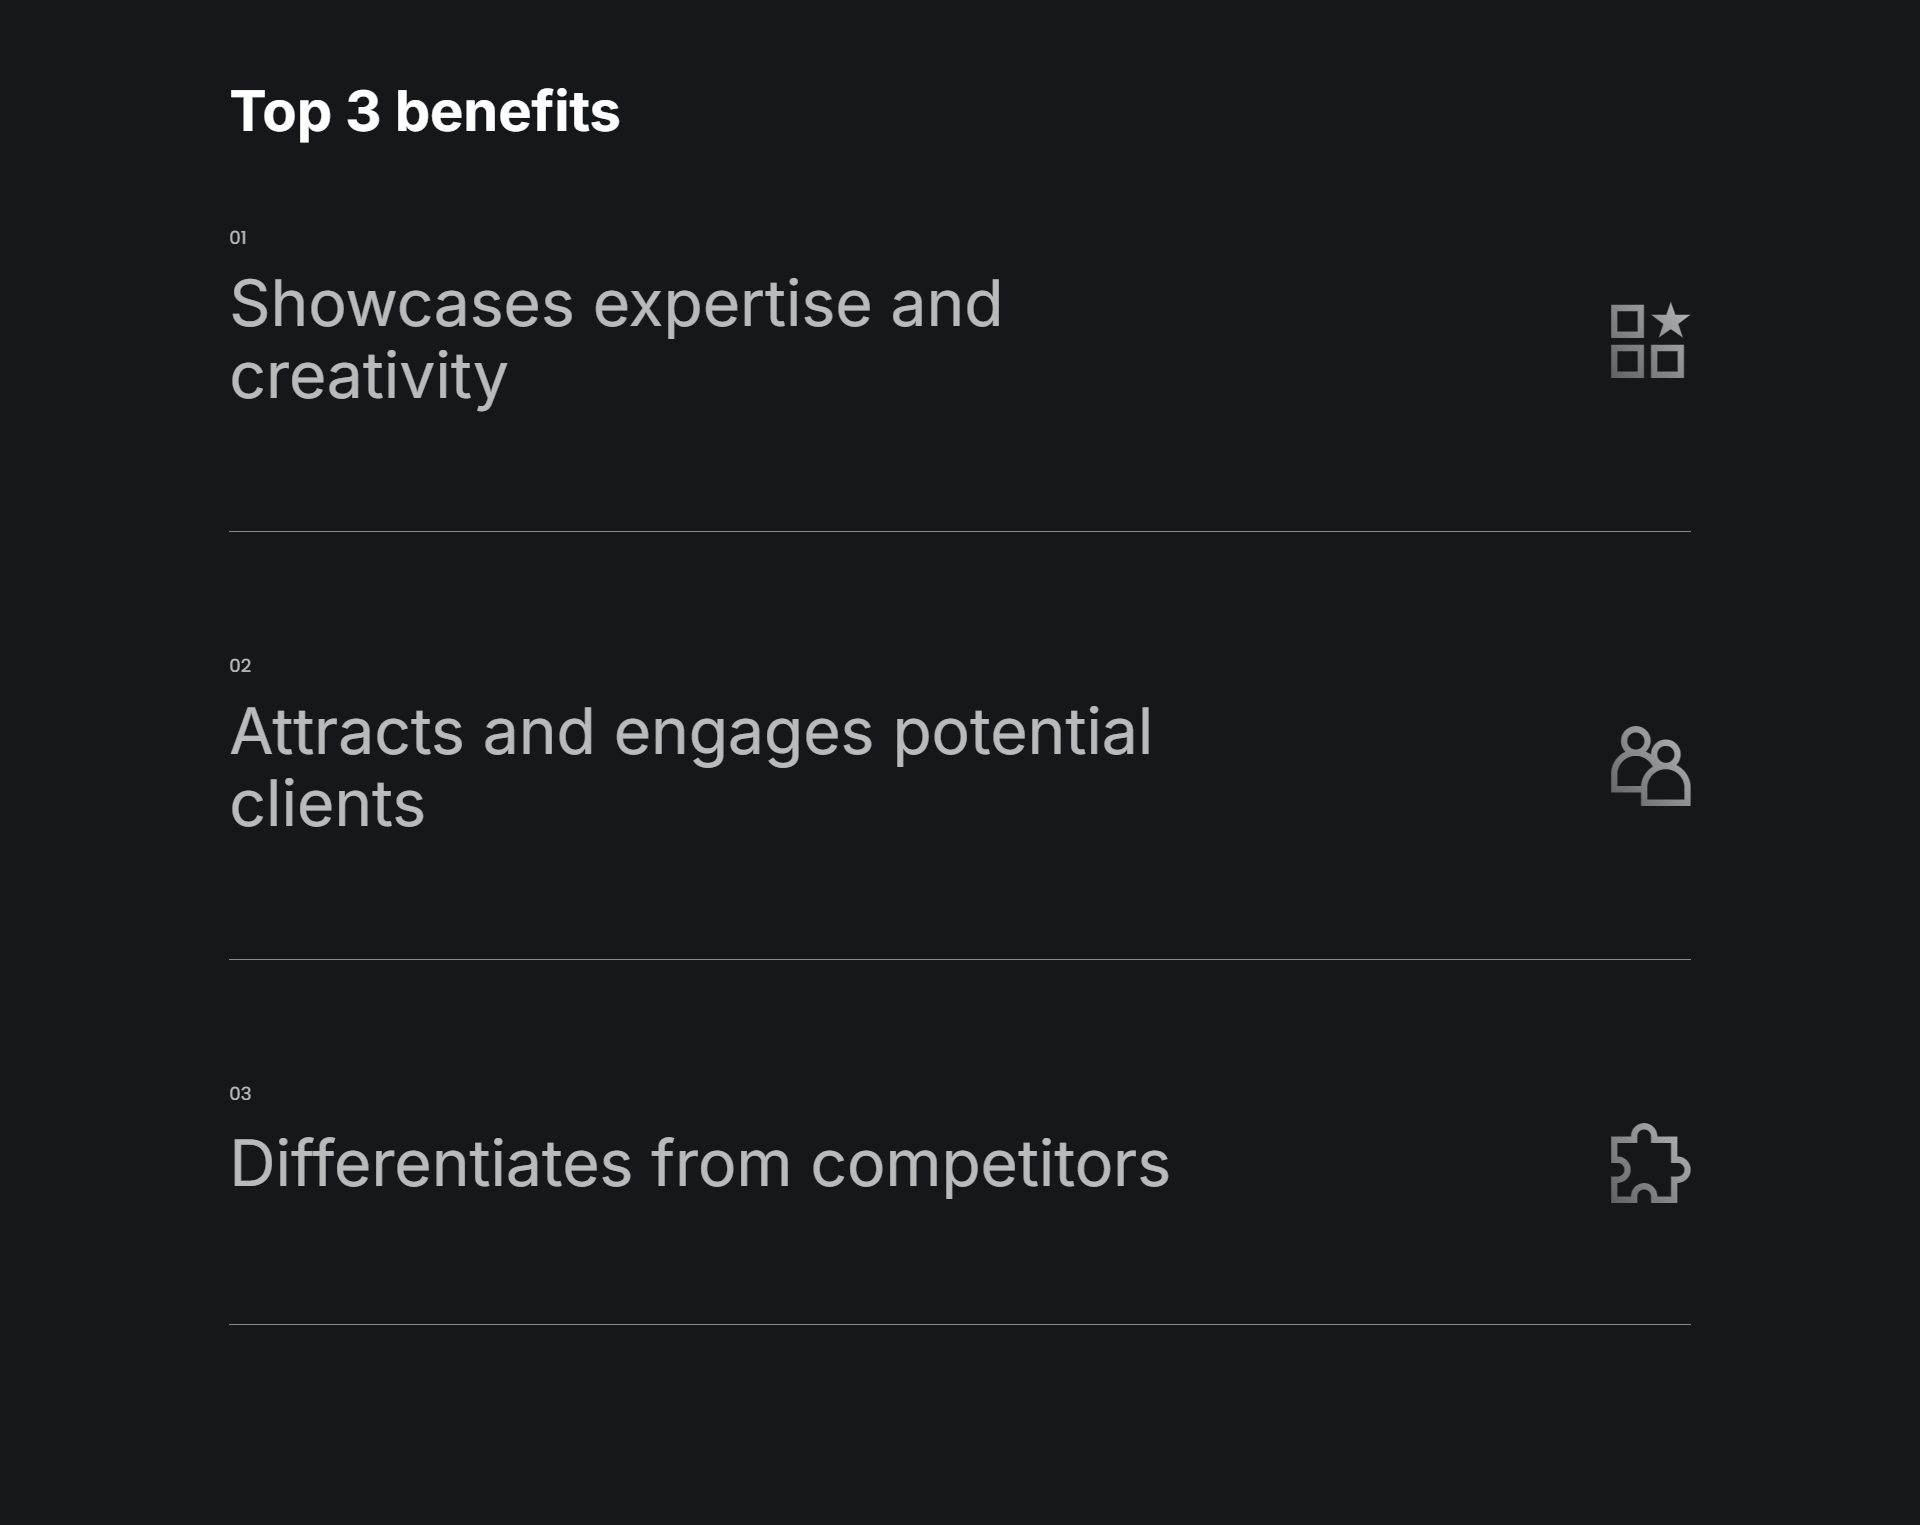 Top 3 benefits
01
Showcases expertise and
creativity
02
Attracts and engages potential
clients
03
Differentiates from competitors